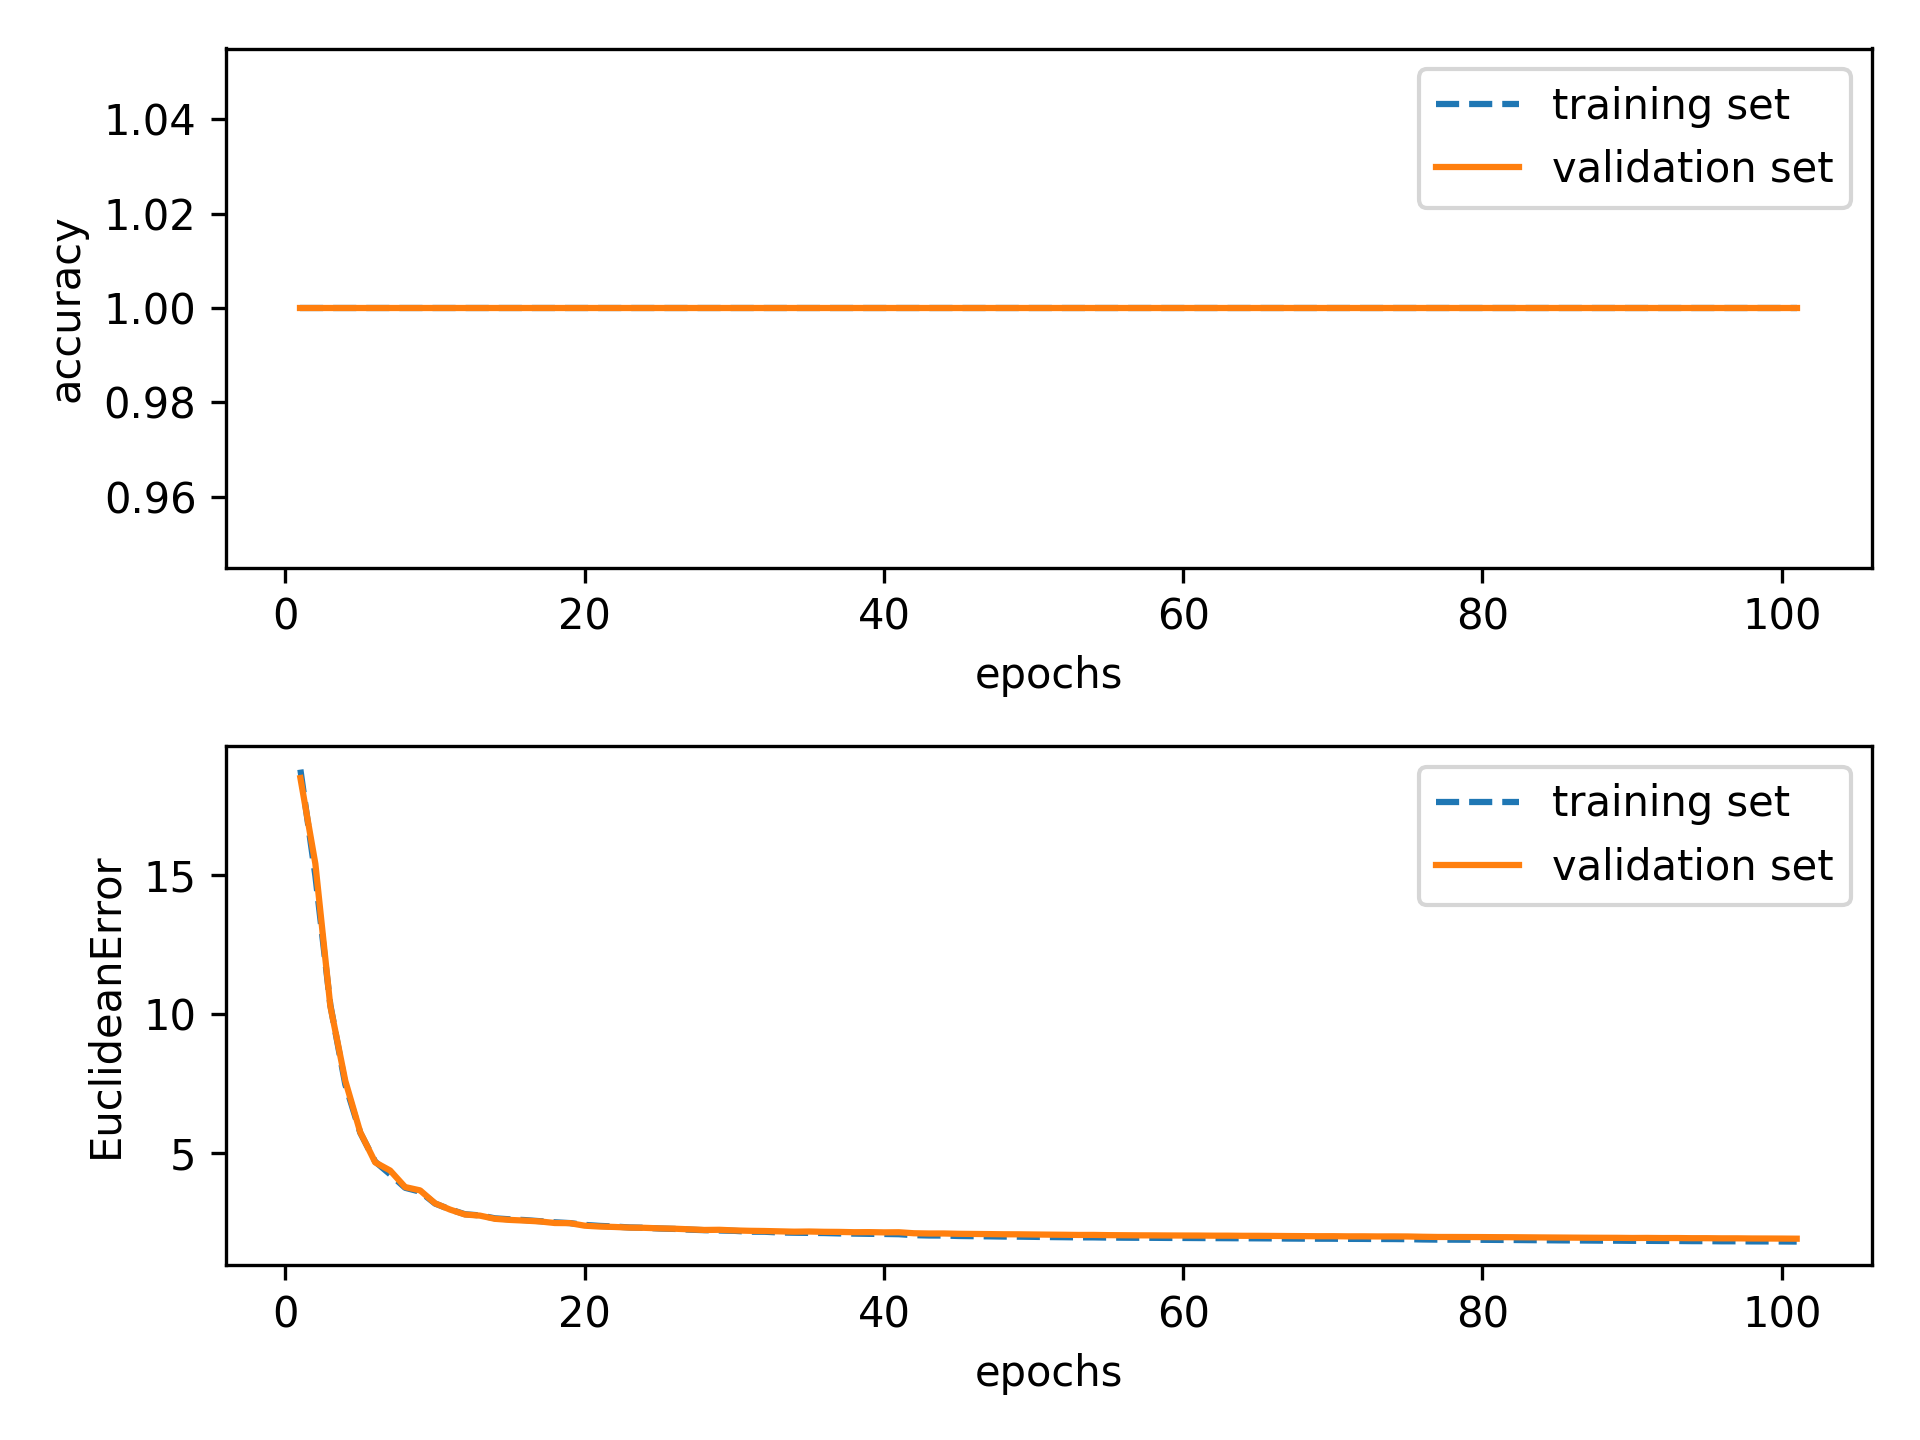 training set
validation set
1.04
1.02
1.00
0.98
0.96
accuracy
0 20 40 60 80 100
epochs
training set
validation set
15
10
5
EuclideanError
0 20 40 60 80 100
epochs